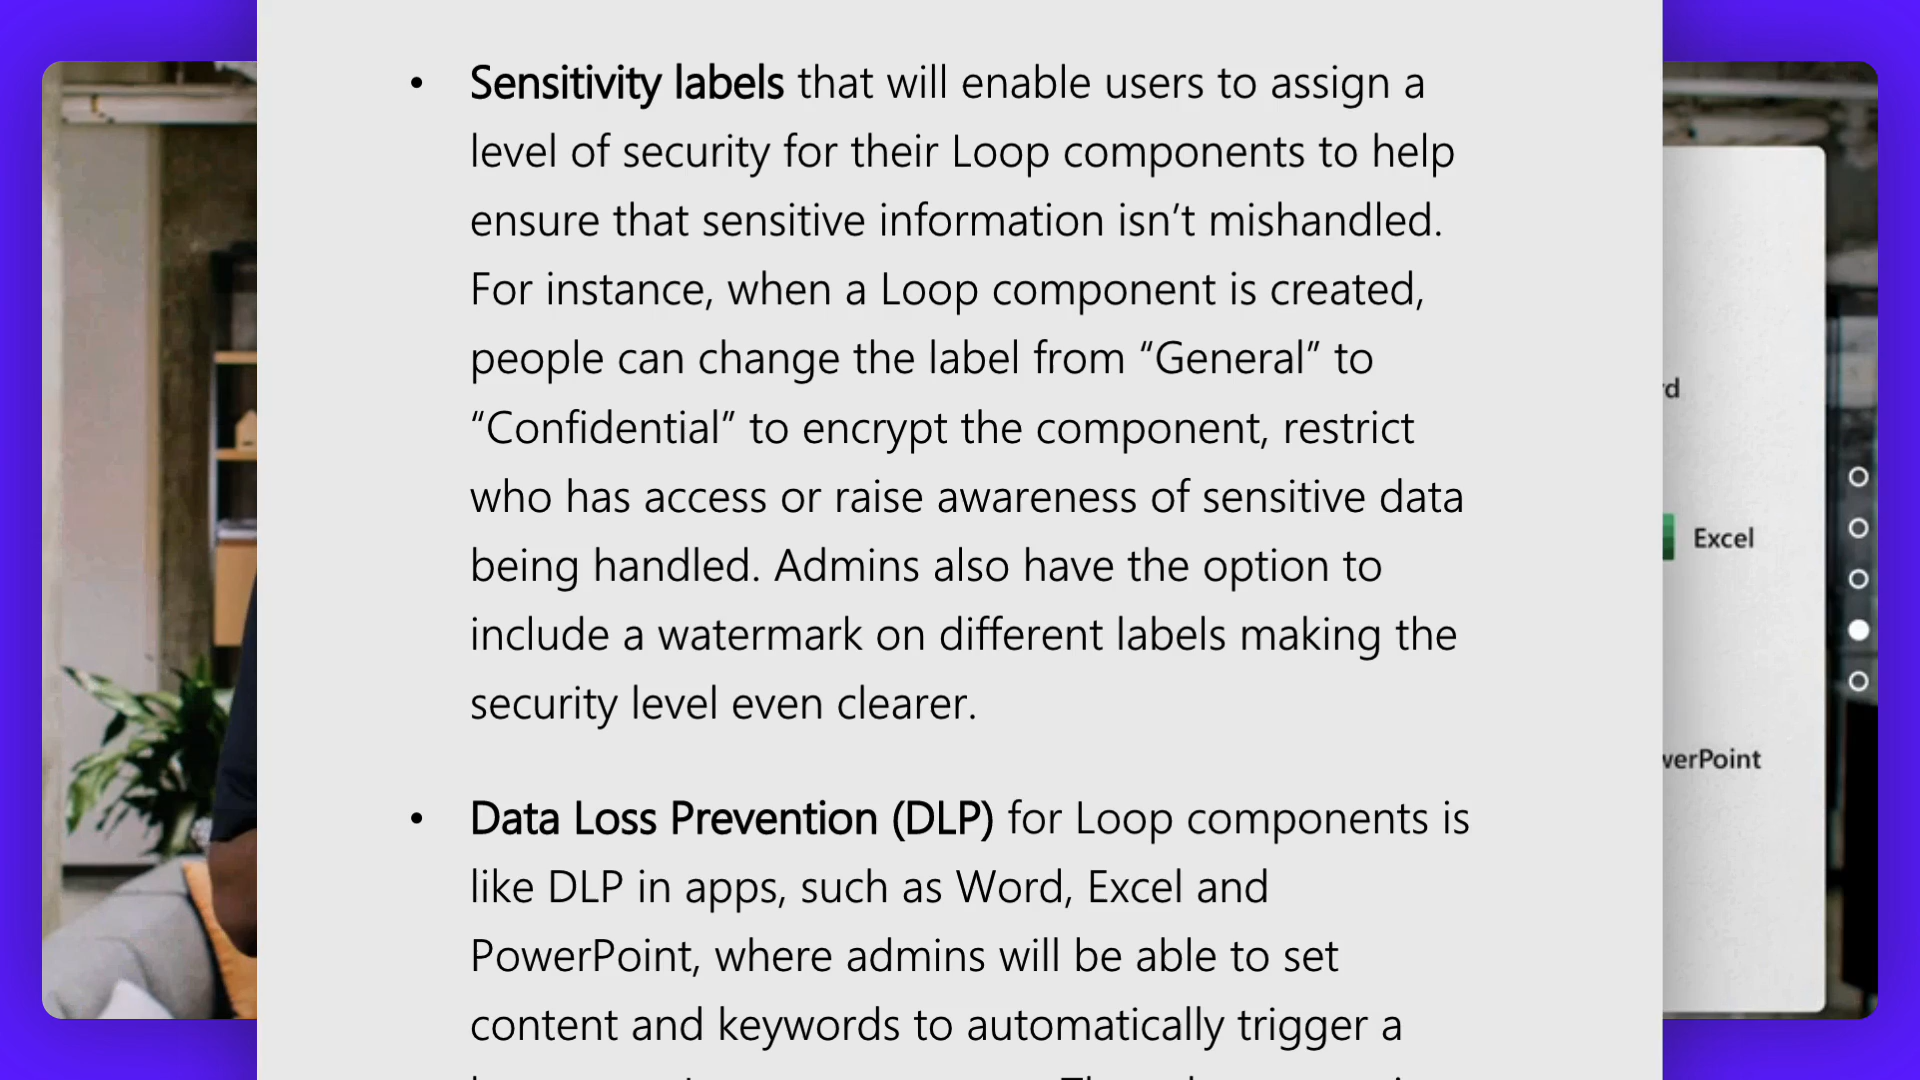 • Sensitivity labels that will enable users to assign a
level of security for their Loop components to help
ensure that sensitive information isn’t mishandled.
For instance, when a Loop component is created,
people can change the label from “General” to
“Confidential” to encrypt the component, restrict
who has access or raise awareness of sensitive data
being handled. Admins also have the option to
include a watermark on different labels making the
security level even clearer.
• Data Loss Prevention (DLP) for Loop components is
like DLP in apps, such as Word, Excel and
PowerPoint, where admins will be able to set
content and keywords to automatically trigger a
Excel